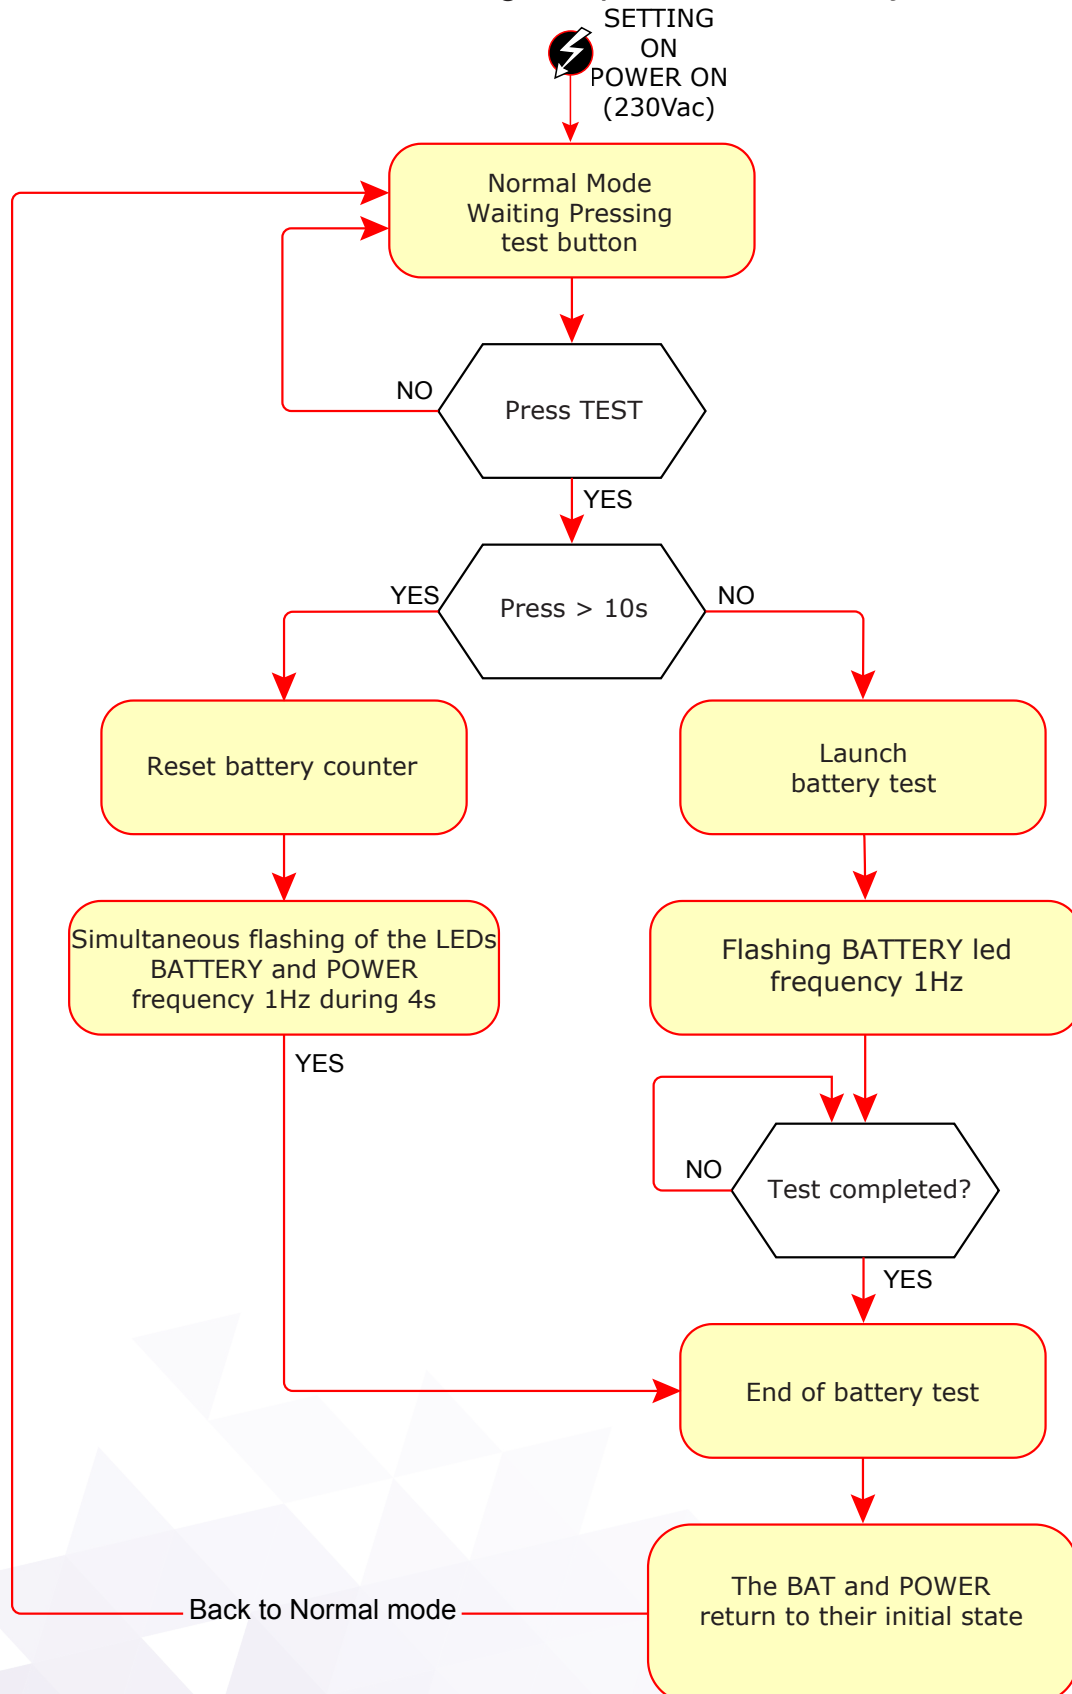 SETTING
ON
POWER ON
(230Vac)
Normal Mode
Waiting Pressing
test button
NO
Press TEST
YES
YES
Press > 10s
NO
Reset battery counter
Launch
battery test
Simultaneous flashing of the LEDs
BATTERY and POWER
frequency 1Hz during 4s
Flashing BATTERY led
frequency 1Hz
YES
NO
Test completed?
YES
End of battery test
The BAT and POWER
return to their initial state
Back to Normal mode